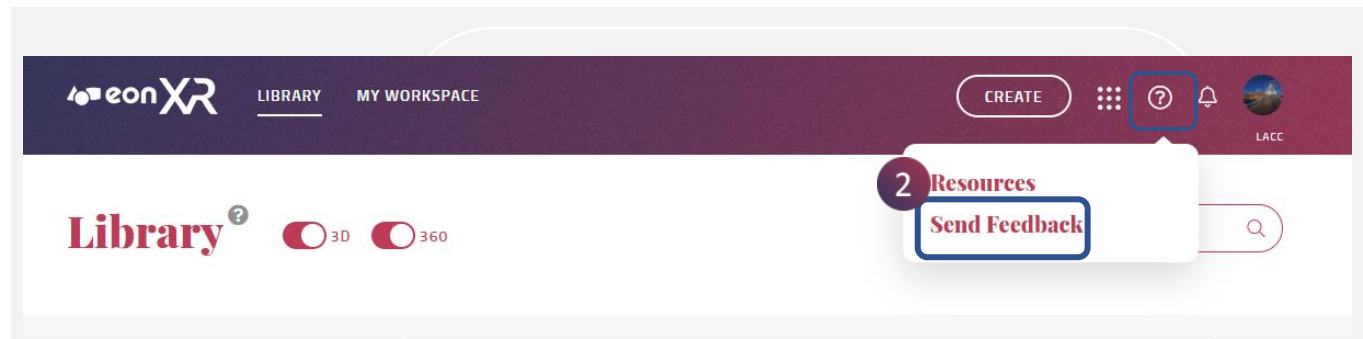 eonXR LIBRARY MY WORKSPACE CREATE ?
LACC
2 Resources
Send Feedback
Library ? 3D 360